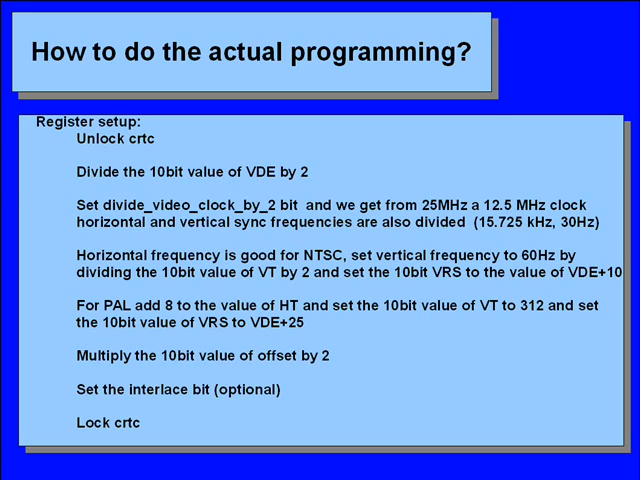 How to do the actual programming?
Register setup:
Unlock crtc
Divide the 10bit value of VDE by 2
Set divide_video_clock_by_2 bit  and we get from 25MHz a 12.5 MHz clock
horizontal and vertical sync frequencies are also divided  (15.725 kHz, 30Hz)
Horizontal frequency is good for NTSC, set vertical frequency to 60Hz by
dividing the 10bit value of VT by 2 and set the 10bit VRS to the value of VDE+10
For PAL add 8 to the value of HT and set the 10bit value of VT to 312 and set
the 10bit value of VRS to VDE+25
Multiply the 10bit value of offset by 2
Set the interlace bit (optional)
Lock crtc